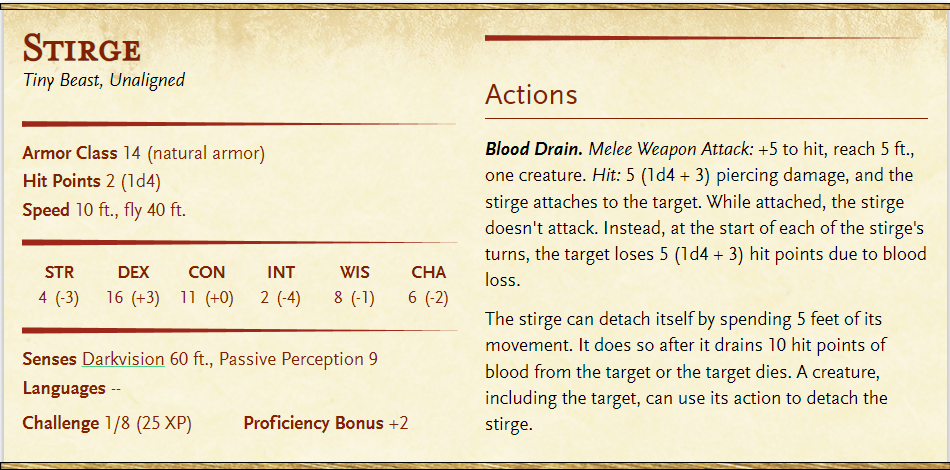 Stirge
Tiny Beast, Unaligned
Armor Class 14 (natural armor)
Hit Points 2 (1d4)
Speed 10 ft., fly 40 ft.
STR DEX CON INT WIS CHA
4 (-3) 16 (+3) 11 (+0) 2 (-4) 8 (-1) 6 (-2)
Senses Darkvision 60 ft., Passive Perception 9
Languages --
Challenge 1/8 (25 XP) Proficiency Bonus +2
Actions
Blood Drain. Melee Weapon Attack: +5 to hit, reach 5 ft.,
one creature. Hit: 5 (1d4 + 3) piercing damage, and the
stirge attaches to the target. While attached, the stirge
doesn't attack. Instead, at the start of each of the stirge's
turns, the target loses 5 (1d4 + 3) hit points due to blood
loss.
The stirge can detach itself by spending 5 feet of its
movement. It does so after it drains 10 hit points of
blood from the target or the target dies. A creature,
including the target, can use its action to detach the
stirge.